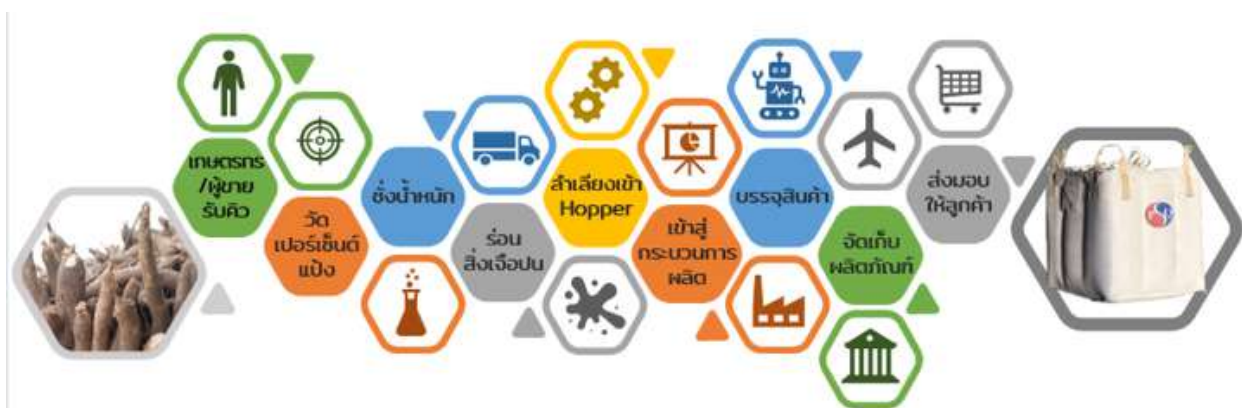 เกษตรกร
/ผู้ขาย
รับคิว
วัด
เปอร์เซ็นต์
แป้ง
ชั่งน้ำหนัก
ร่อน
สิ่งเจือปน
ลำเลียงเข้า
Hopper
เข้าสู่
กระบวนการ
ผลิต
บรรจุสินค้า
จัดเก็บ
ผลิตภัณฑ์
ส่งมอบ
ให้ลูกค้า